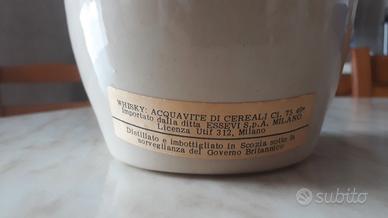 WHISKY: ACQUAVITE DI CEREALI CL. 75 40°
Importato dalla ditta ESSEVI S.p.A. MILANO
Licenza Utif 312, Milano
Distillato e imbottigliato in Scozia sotto la
sorveglianza del Governo Britannico
subito